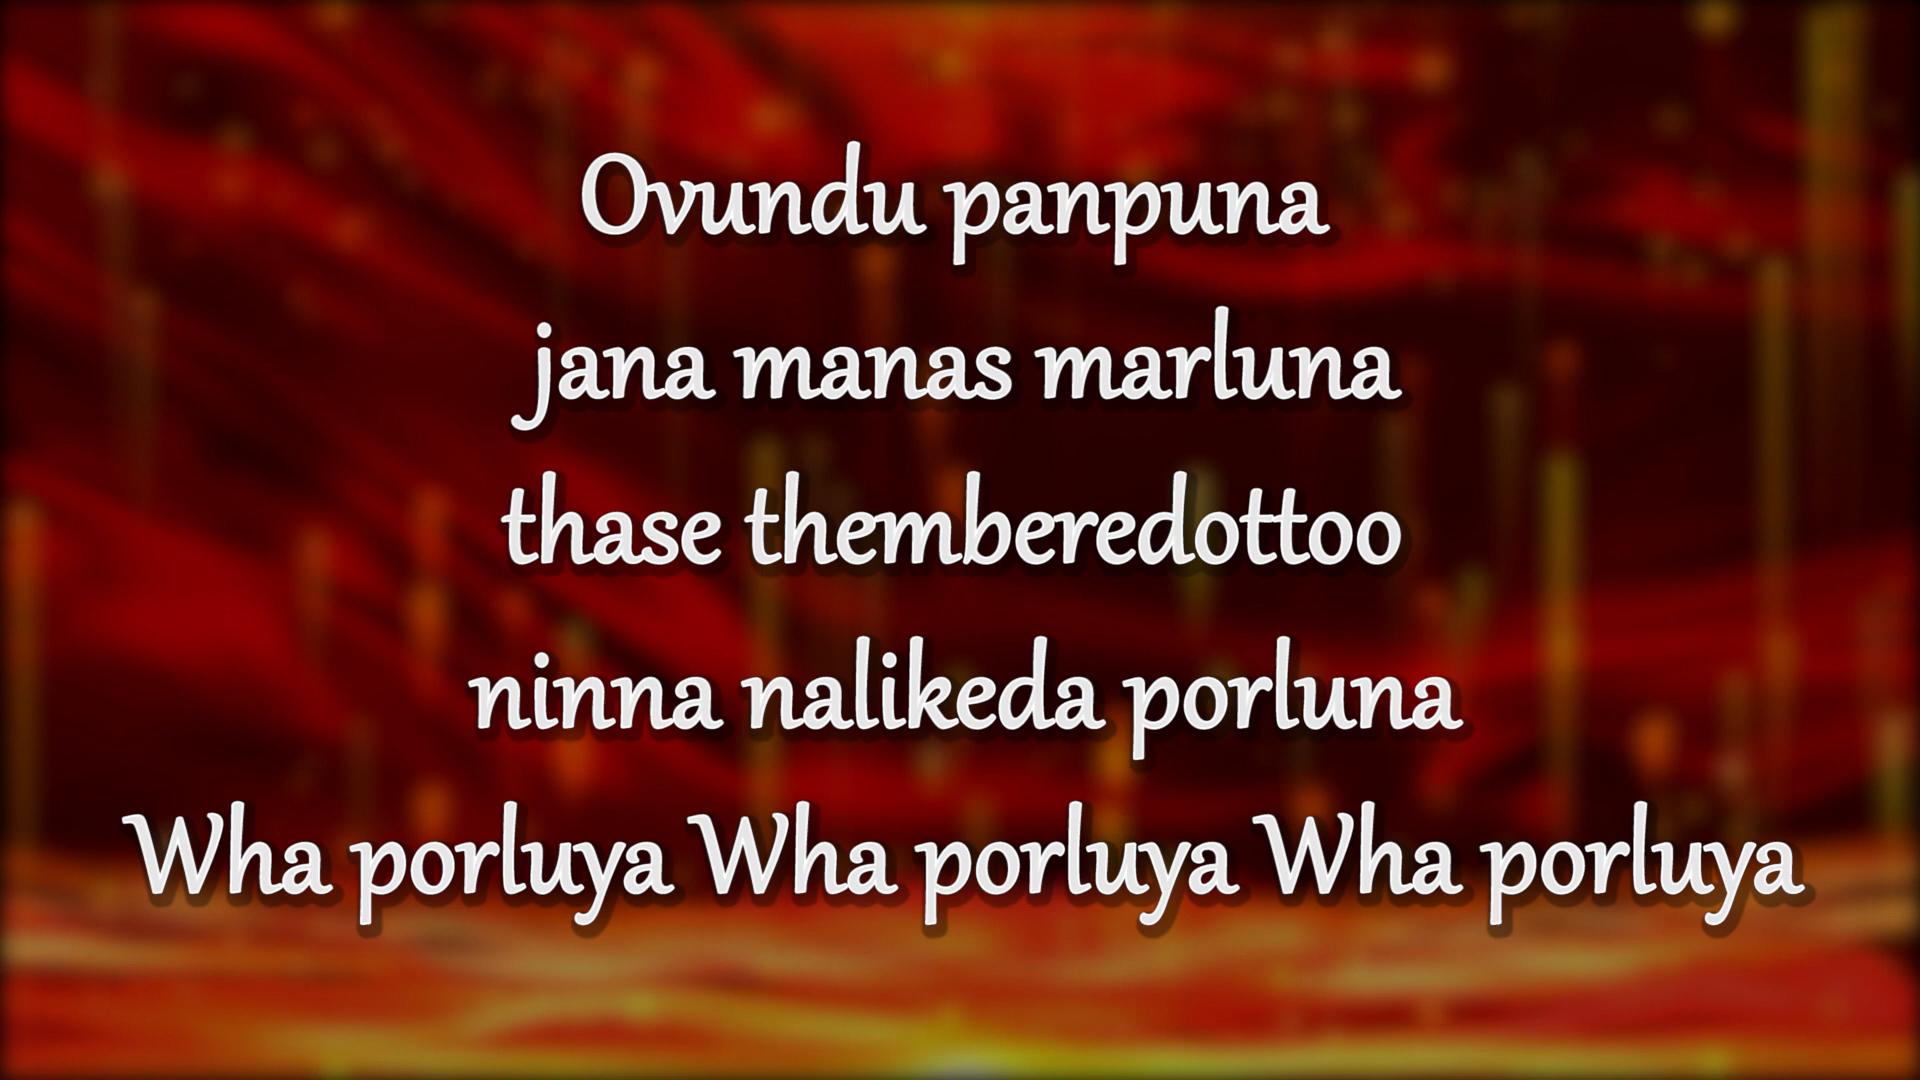 Ovundu panpuna
jana manas marluna
thase themberedottoo
ninna nalikeda porluna
Wha porluya Wha porluya Wha porluya